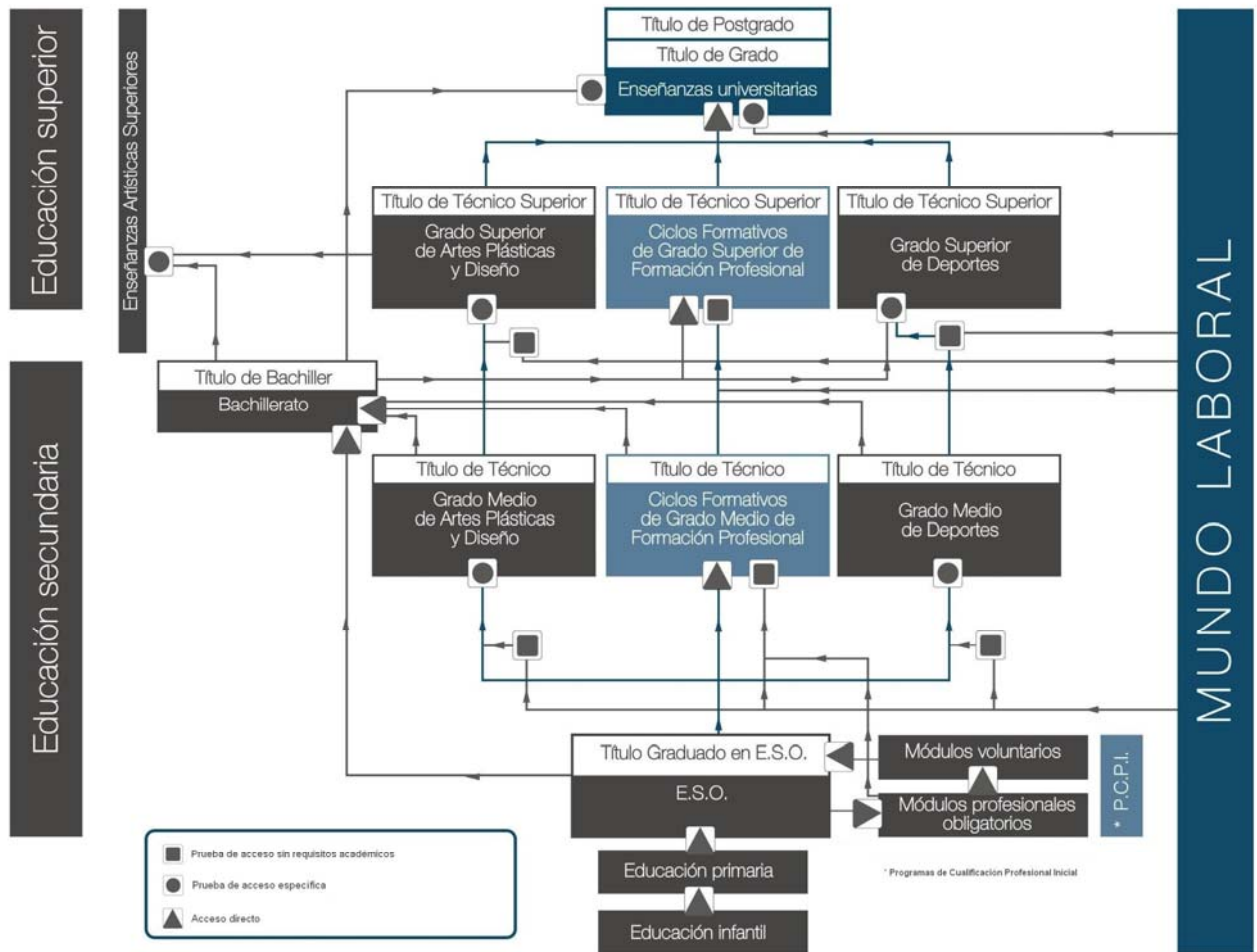 Educación superior
Enseñanzas Artísticas Superiores
Título de Postgrado
Título de Grado
Enseñanzas universitarias
Título de Técnico Superior
Grado Superior
de Artes Plásticas
y Diseño
Título de Técnico Superior
Ciclos Formativos
de Grado Superior de
Formación Profesional
Título de Técnico Superior
Grado Superior
de Deportes
MUNDO LABORAL
Título de Bachiller
Bachillerato
Educación secundaria
Título de Técnico
Grado Medio
de Artes Plásticas
y Diseño
Título de Técnico
Ciclos Formativos
de Grado Medio de
Formación Profesional
Título de Técnico
Grado Medio
de Deportes
Título Graduado en E.S.O.
E.S.O.
Módulos voluntarios
Módulos profesionales
obligatorios
* P.C.P.I.
Educación primaria
Educación infantil
* Programas de Cualificación Profesional Inicial
Prueba de acceso sin requisitos académicos
Prueba de acceso específica
Acceso directo